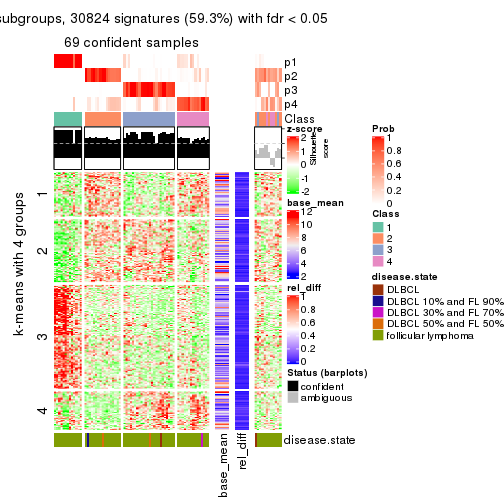 subgroups, 30824 signatures (59.3%) with fdr < 0.05
69 confident samples
p1
p2
p3
p4
Class
z-score
2
1
0
-1
-2
Silhouette
score
base_mean
12
10
8
6
4
2
rel_diff
1
0.8
0.6
0.4
0.2
0
Status (barplots)
confident
ambiguous
Prob
1
0.8
0.6
0.4
0.2
0
Class
1
2
3
4
disease.state
DLBCL
DLBCL 10% and FL 90%
DLBCL 30% and FL 70%
DLBCL 50% and FL 50%
follicular lymphoma
k-means with 4 groups
1
2
3
4
disease.state
base_mean
rel_diff